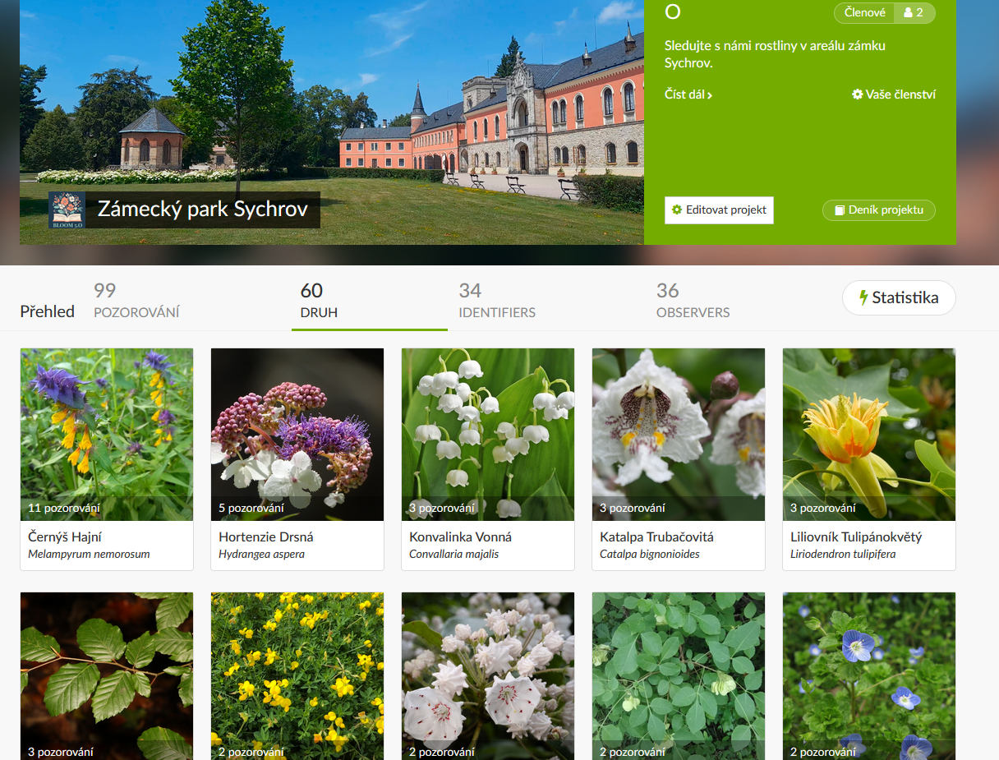 O
Členové 2
Sledujte s námi rostliny v areálu zámku
Sychrov.
Číst dál
Vaše členství
BLOOM 5.0
Zámecký park Sychrov
Editovat projekt
Deník projektu
Přehled
99
POZOROVÁNÍ
60
DRUH
34
IDENTIFIERS
36
OBSERVERS
Statistika
11 pozorování
Černýš Hajní
Melampyrum nemorosum
5 pozorování
Hortenzie Drsná
Hydrangea aspera
3 pozorování
Konvalinka Vonná
Convallaria majalis
3 pozorování
Katalpa Trubačovitá
Catalpa bignonioides
3 pozorování
Liliovník Tulipánokvětý
Liriodendron tulipifera
3 pozorování
2 pozorování
2 pozorování
2 pozorování
2 pozorování